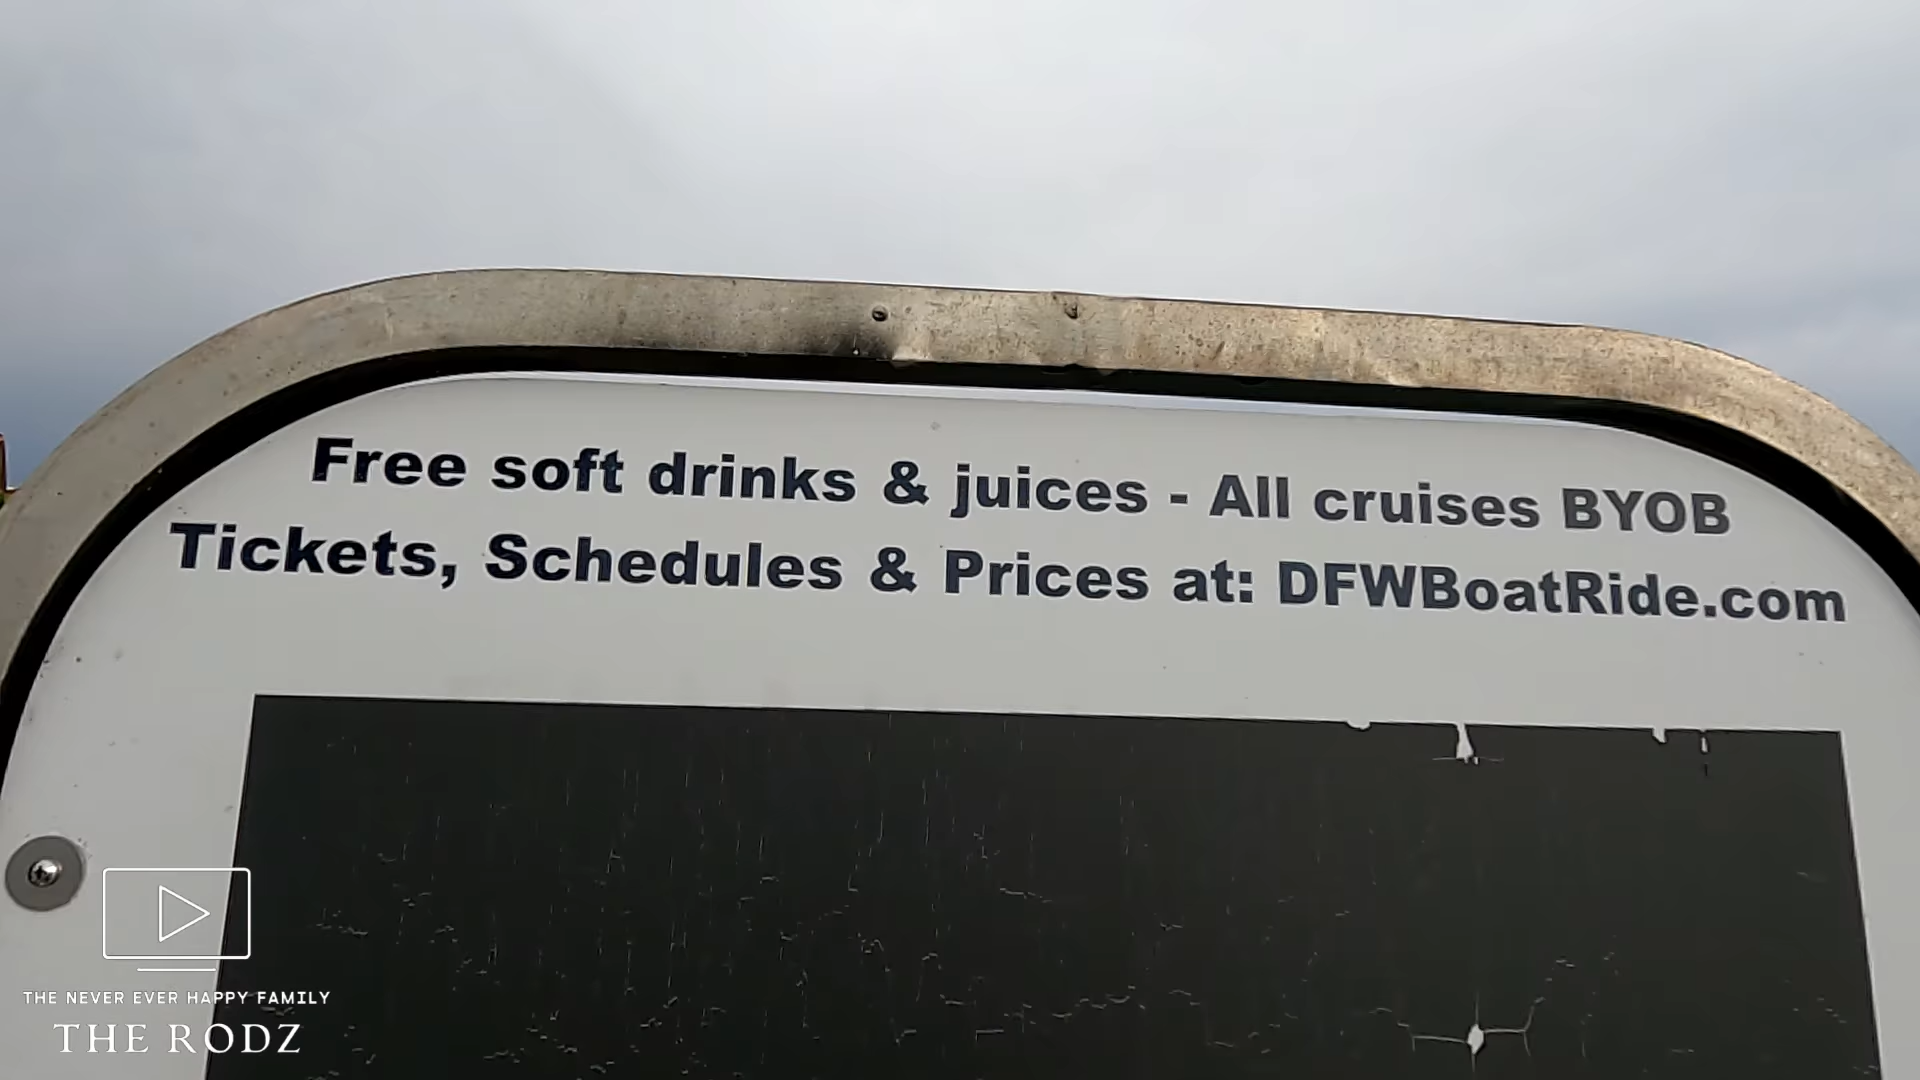 Free soft drinks & juices - All cruises BYOB
Tickets, Schedules & Prices at: DFWBoatRide.com
THE NEVER EVER HAPPY FAMILY
THE RODZ